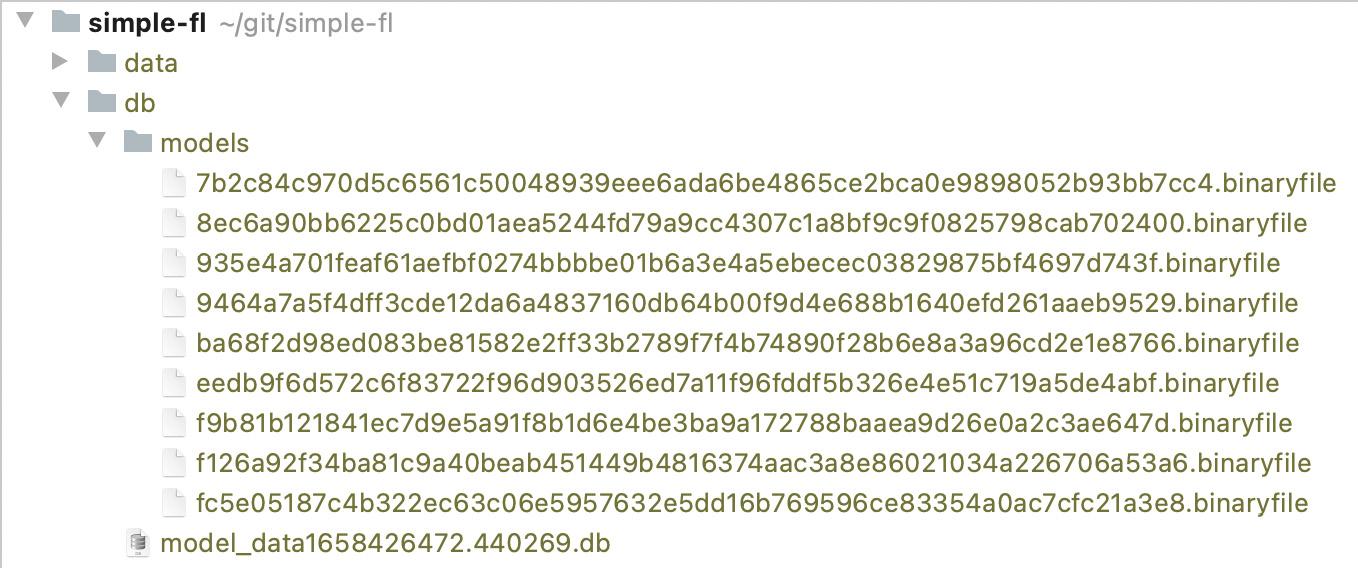 simple-fl ~/git/simple-fl
data
db
models
7b2c84c970d5c6561c50048939eee6ada6be4865ce2bca0e9898052b93bb7cc4.binaryfile
8ec6a90bb6225c0bd01aea5244fd79a9cc4307c1a8bf9c9f0825798cab702400.binaryfile
935e4a701feaf61aefbf0274bbbbe01b6a3e4a5ebecec03829875bf4697d743f.binaryfile
9464a7a5f4dff3cde12da6a4837160db64b00f9d4e688b1640efd261aaeb9529.binaryfile
ba68f2d98ed083be81582e2ff33b2789f7f4b74890f28b6e8a3a96cd2e1e8766.binaryfile
eedb9f6d572c6f83722f96d903526ed7a11f96fddf5b326e4e51c719a5de4abf.binaryfile
f9b81b121841ec7d9e5a91f8b1d6e4be3ba9a172788baaea9d26e0a2c3ae647d.binaryfile
f126a92f34ba81c9a40beab451449b4816374aac3a8e86021034a226706a53a6.binaryfile
fc5e05187c4b322ec63c06e5957632e5dd16b769596ce83354a0ac7cfc21a3e8.binaryfile
model_data1658426472.440269.db